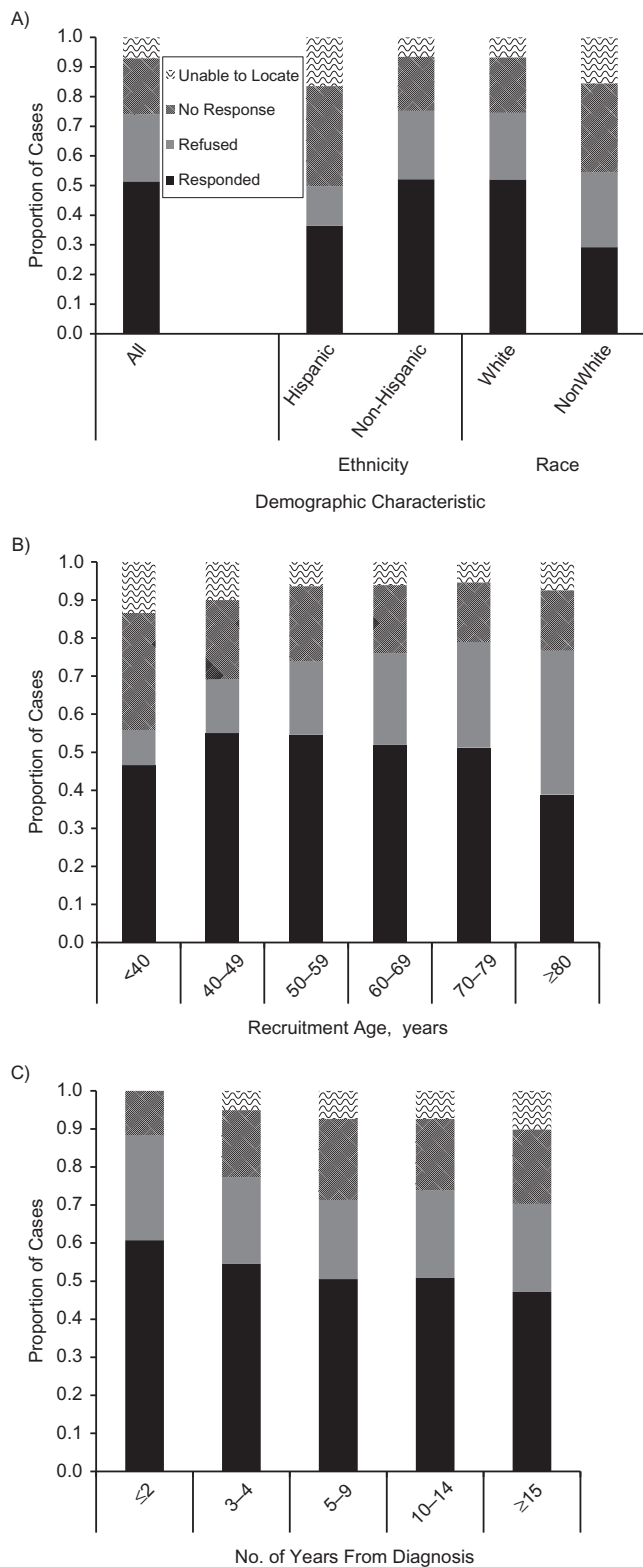 A)
1.0
0.9
0.8
0.7
0.6
0.5
0.4
0.3
0.2
0.1
0.0
Proportion of Cases
Unable to Locate
No Response
Refused
Responded
All
Hispanic
Non-Hispanic
White
NonWhite
Ethnicity
Race
Demographic Characteristic
B)
1.0
0.9
0.8
0.7
0.6
0.5
0.4
0.3
0.2
0.1
0.0
Proportion of Cases
<40
40–49
50–59
60–69
70–79
≥80
Recruitment Age, years
C)
1.0
0.9
0.8
0.7
0.6
0.5
0.4
0.3
0.2
0.1
0.0
Proportion of Cases
≤2
3–4
5–9
10–14
≥15
No. of Years From Diagnosis